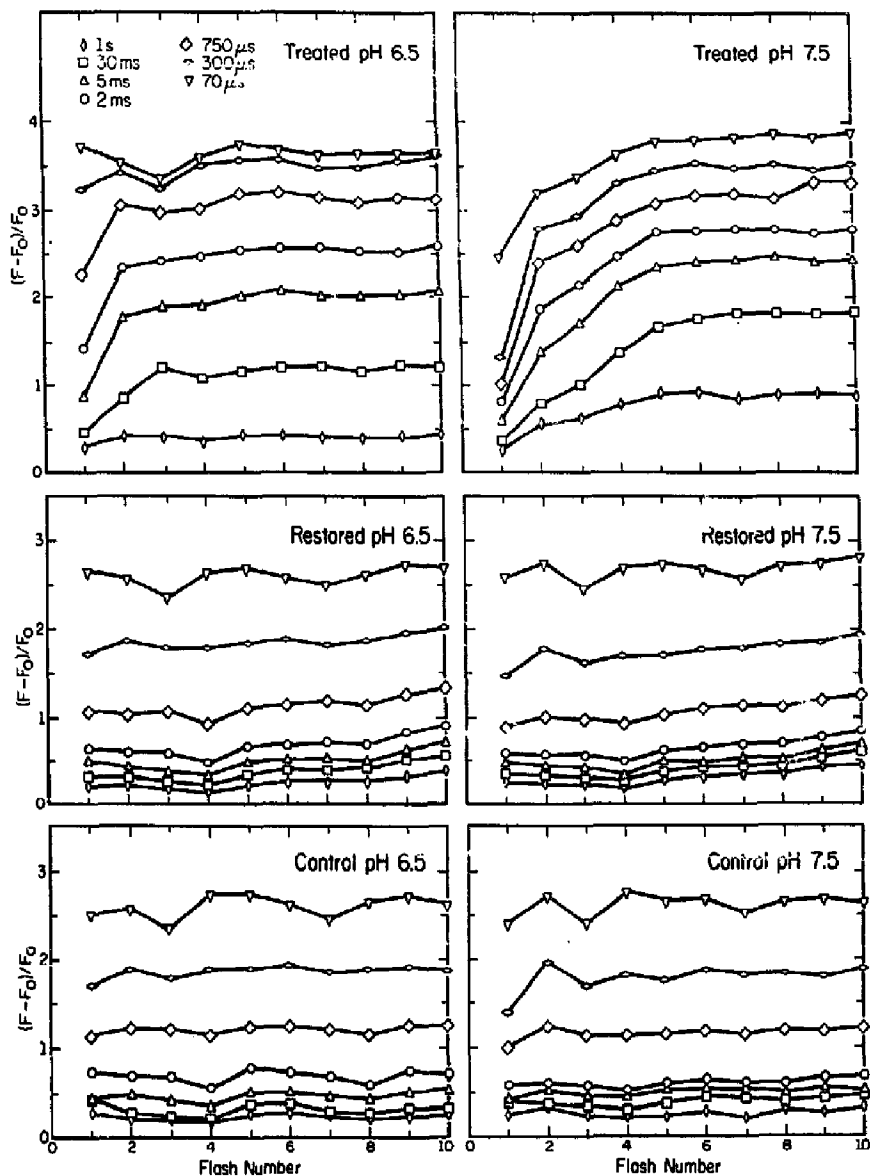 1s
30ms
5ms
2ms
750μs
300μs
70μs
Treated pH 6.5
Treated pH 7.5
4
3
2
1
0
(F-F₀)/F₀
Restored pH 6.5
Restored pH 7.5
3
2
1
0
(F-F₀)/F₀
Control pH 6.5
Control pH 7.5
3
2
1
0
(F-F₀)/F₀
0 2 4 6 8 10
0 2 4 6 8 10
Flash Number
Flash Number